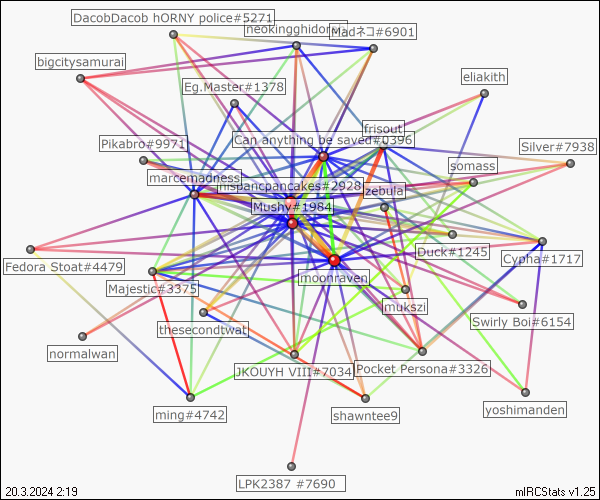 DacobDacob hORNY police#5271
neokingghidora
Madネコ#6901
bigcitysamurai
eliakith
Eg.Master#1378
frisout
Can anything be saved#0396
Pikabro#9971
Silver#7938
somass
marcemadness
hispanicpancakes#2928
zebula
Mushy#1984
Duck#1245
Cypha#1717
Fedora Stoat#4479
moonraven
Majestic#3375
mukszi
Swirly Boi#6154
thesecondtwat
normalwan
JKOUYH VIII#7034
Pocket Persona#3326
ming#4742
shawntee9
yoshimanden
LPK2387 #7690
20.3.2024 2:19
mIRCStats v1.25